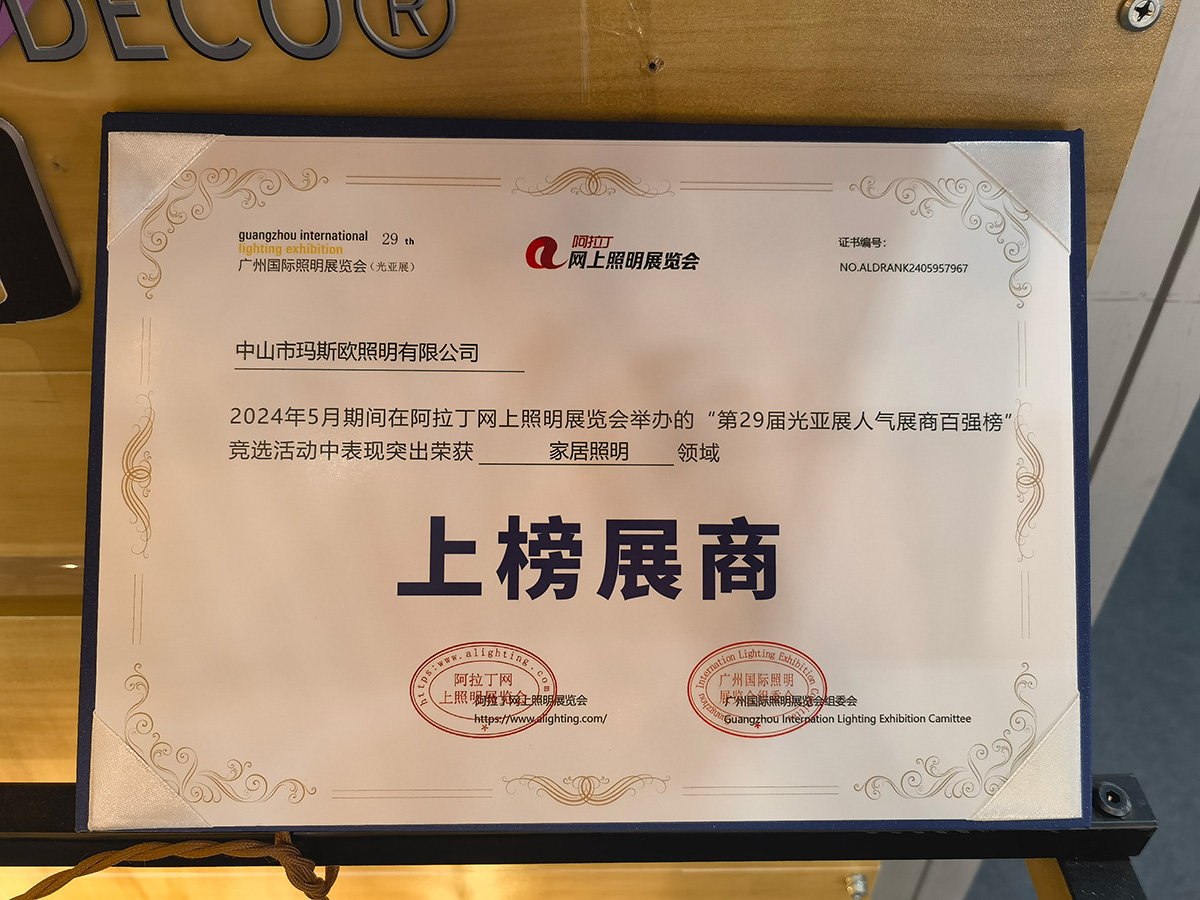 DECO®
guangzhou international 29 th
lighting exhibition
广州国际照明展览会(光亚展)
阿拉丁
网上照明展览会
证书编号:
NO.ALDRANK2405957967
中山市玛斯欧照明有限公司
2024年5月期间在阿拉丁网上照明展览会举办的“第29届光亚展人气展商百强榜”
竞选活动中表现突出荣获 家居照明 领域
上榜展商
https:www.alighting.com
阿拉丁网
上照明展览会
阿拉丁网上照明展览会
https://www.alighting.com/
广州国际照明
展览会组委会
广州国际照明展览会组委会
Guangzhou Internation Lighting Exhibition Camittee